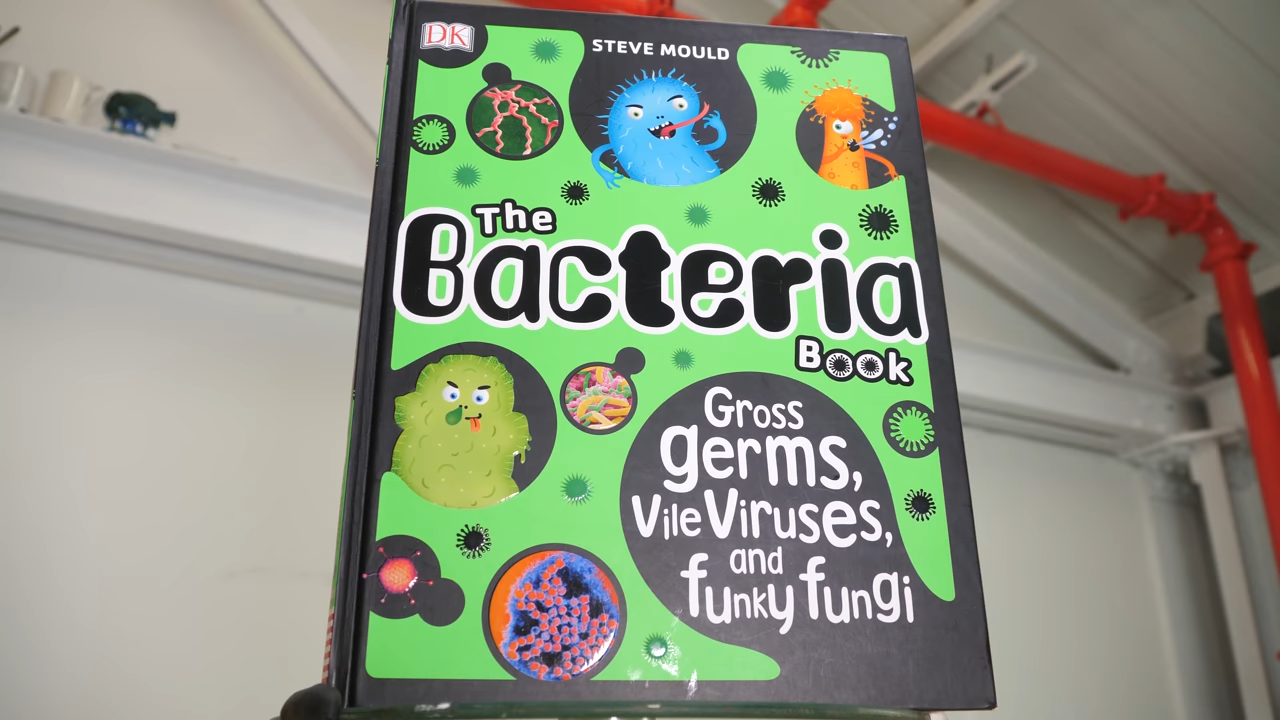 DK
STEVE MOULD
The
Bacteria
Book
Gross
germs,
Vile Viruses,
and
funky fungi